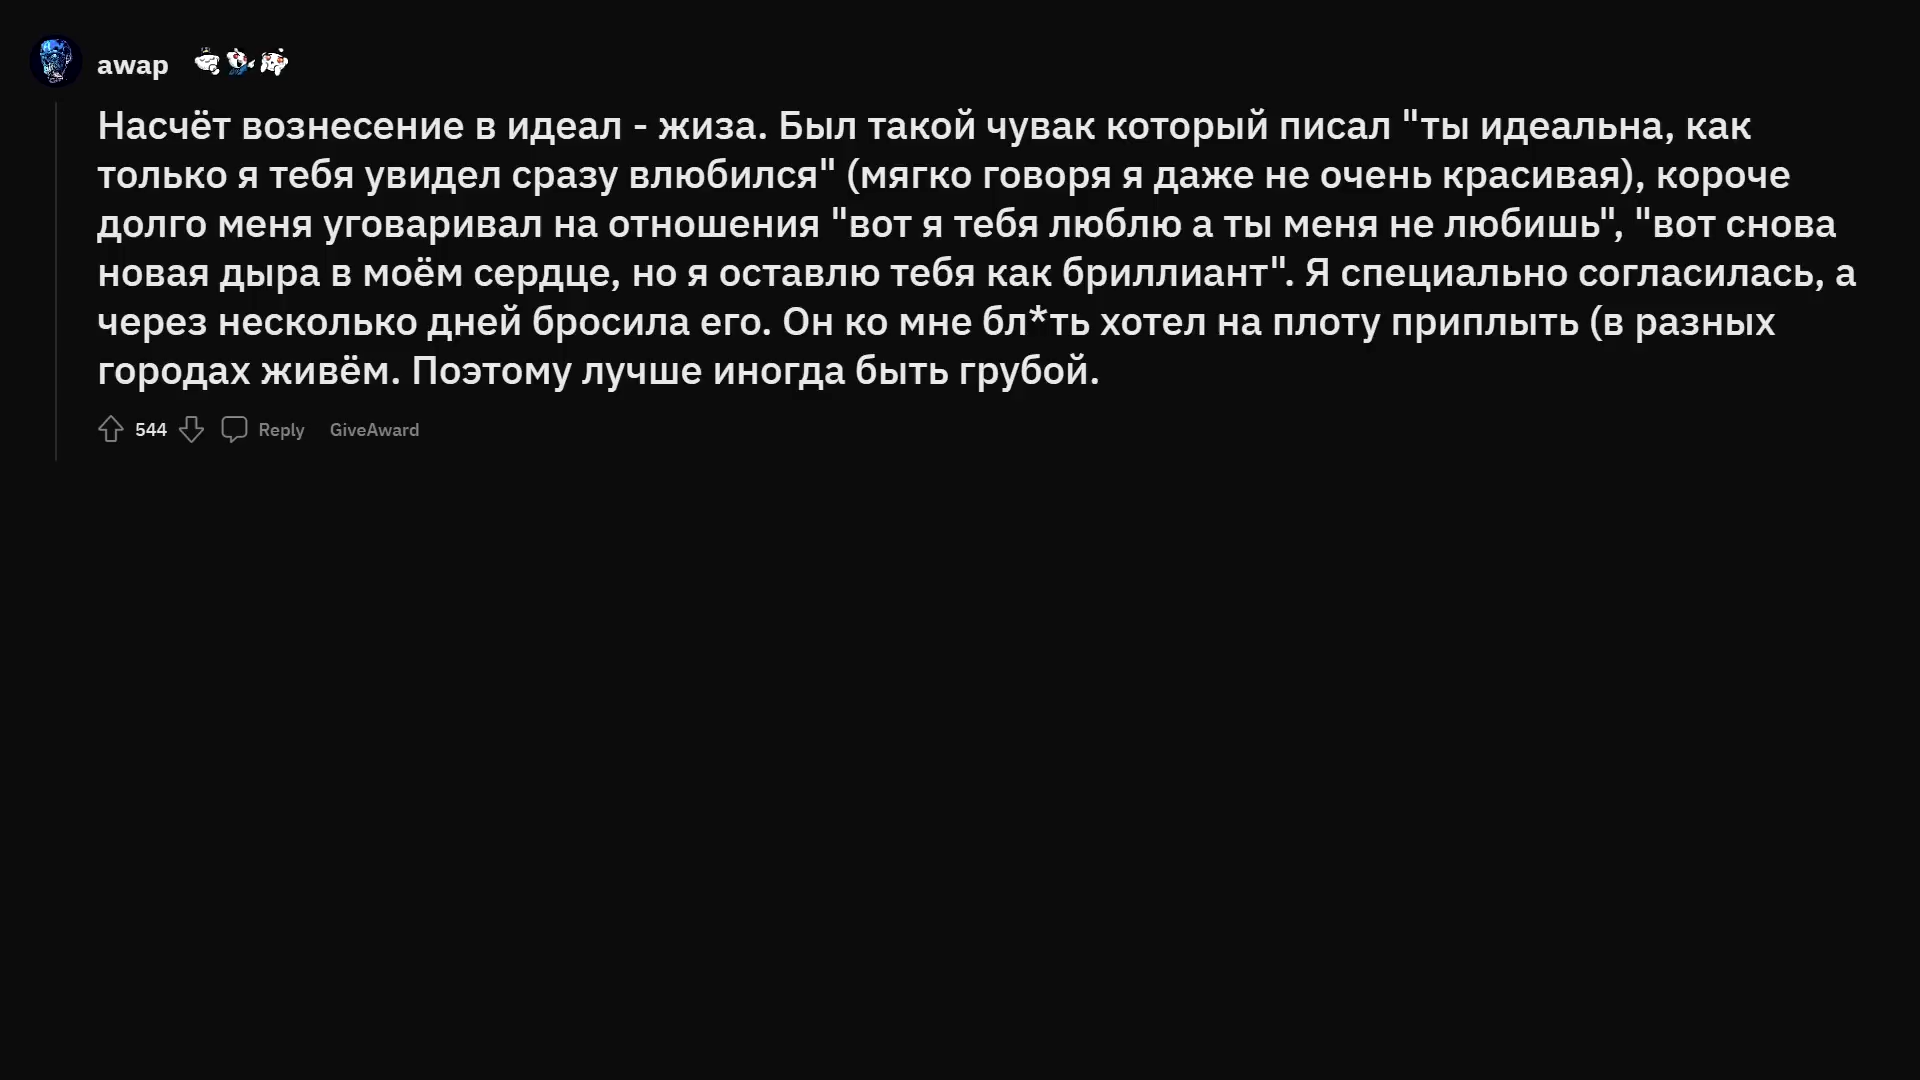 awap
Насчёт вознесение в идеал - жиза. Был такой чувак который писал "ты идеальна, как
только я тебя увидел сразу влюбился" (мягко говоря я даже не очень красивая), короче
долго меня уговаривал на отношения "вот я тебя люблю а ты меня не любишь", "вот снова
новая дыра в моём сердце, но я оставлю тебя как бриллиант". Я специально согласилась, а
через несколько дней бросила его. Он ко мне бл*ть хотел на плоту приплыть (в разных
городах живём. Поэтому лучше иногда быть грубой.
544 Reply GiveAward